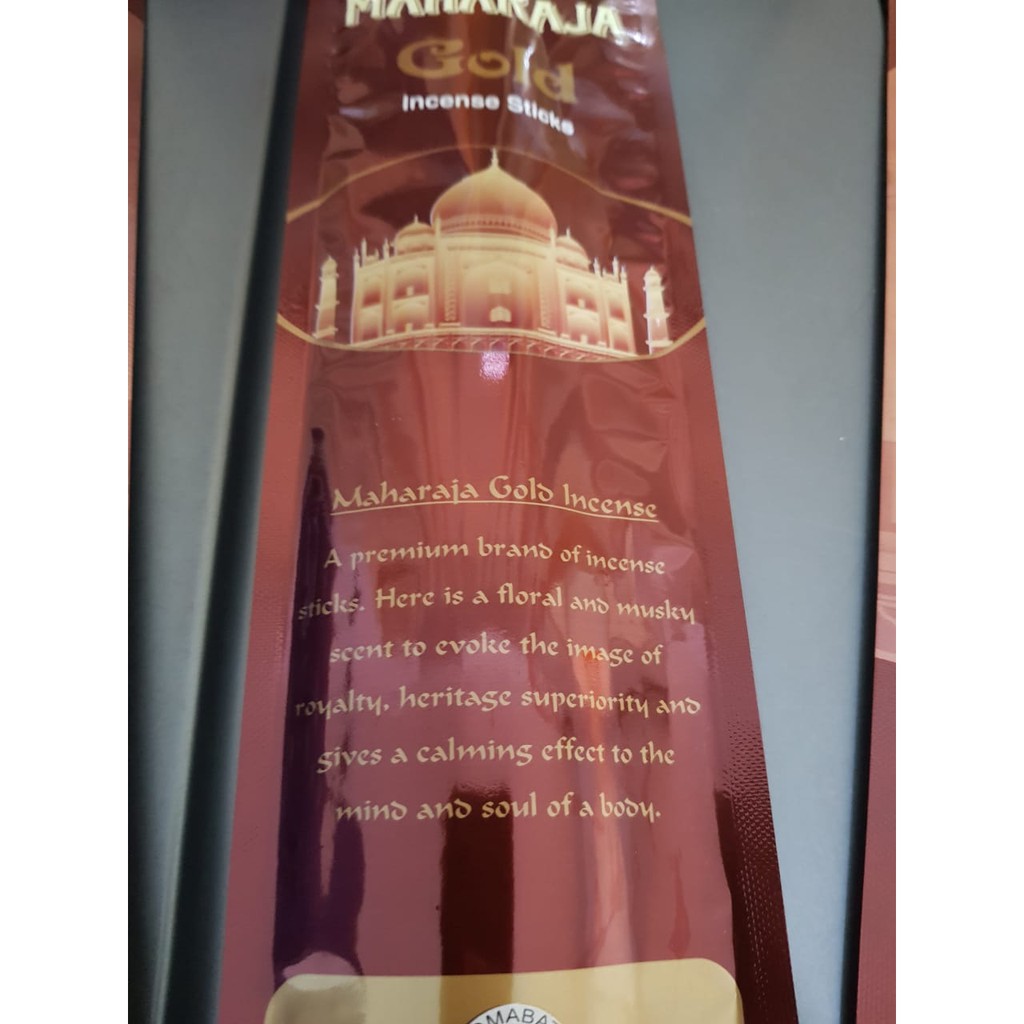 MAHARAJA
Gold
Incense Sticks
Maharaja Gold Incense
A premium brand of incense
sticks. Here is a floral and musky
scent to evoke the image of
royalty, heritage superiority and
gives a calming effect to the
mind and soul of a body.